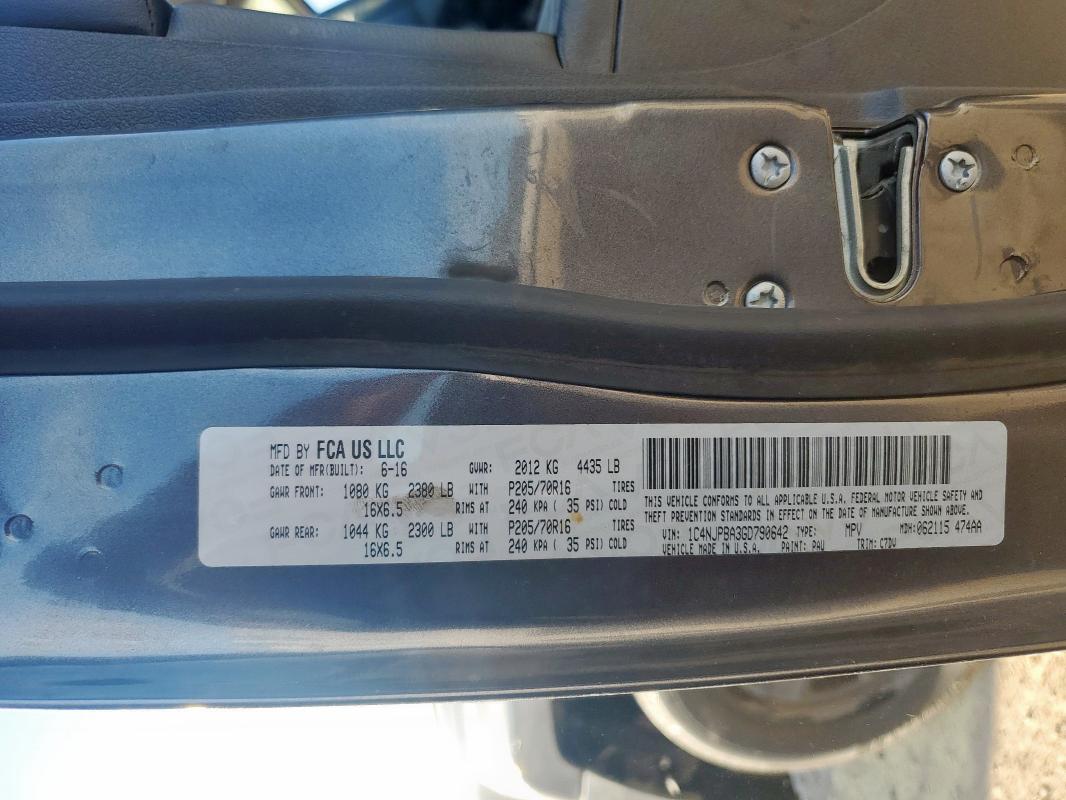 MFD BY FCA US LLC
DATE OF MFR(BUILT): 6-16 GVWR: 2012 KG 4435 LB
GAWR FRONT: 1080 KG 2380 LB WITH P205/70R16 TIRES
16X6.5 RIMS AT 240 KPA ( 35 PSI) COLD
GAWR REAR: 1044 KG 2300 LB WITH P205/70R16 TIRES
16X6.5 RIMS AT 240 KPA ( 35 PSI) COLD
THIS VEHICLE CONFORMS TO ALL APPLICABLE U.S.A. FEDERAL MOTOR VEHICLE SAFETY AND
THEFT PREVENTION STANDARDS IN EFFECT ON THE DATE OF MANUFACTURE SHOWN ABOVE.
VIN: 1C4NJPBA3GD790642 TYPE: MPV MDH: 062115 474AA
VEHICLE MADE IN U.S.A. PAINT: PAU TRIM: C7DV